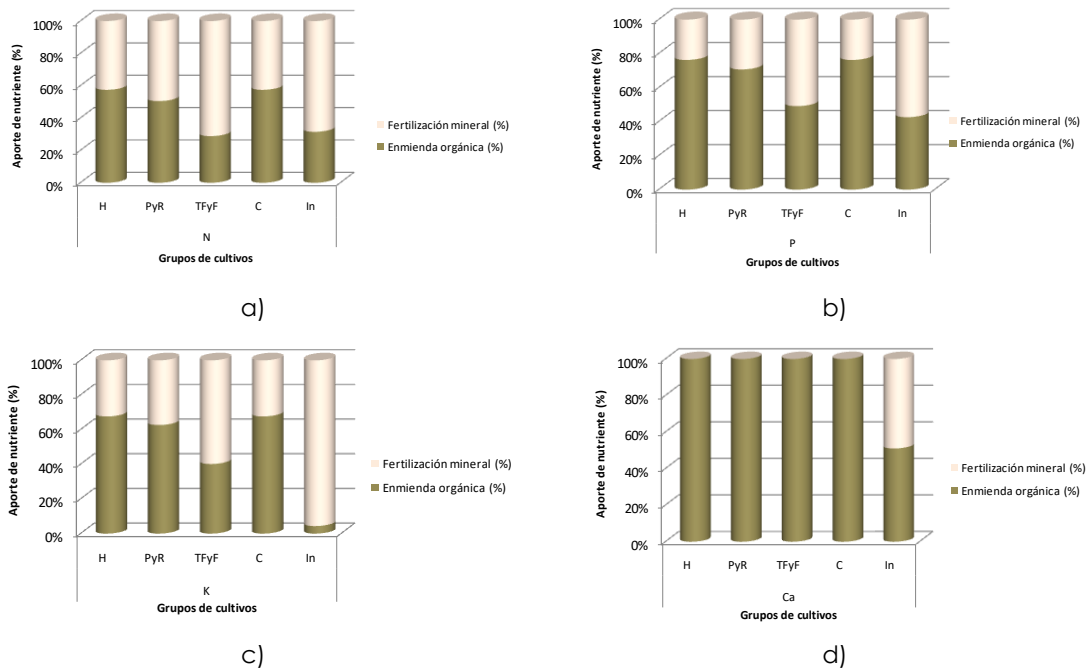 Aporte de nutriente (%)
100%
80%
60%
40%
20%
0%
H PyR TFyF C In
N
Grupos de cultivos
Fertilización mineral (%)
Enmienda orgánica (%)
a)
Aporte de nutriente (%)
100%
80%
60%
40%
20%
0%
H PyR TFyF C In
P
Grupos de cultivos
Fertilización mineral (%)
Enmienda orgánica (%)
b)
Aporte de nutriente (%)
100%
80%
60%
40%
20%
0%
H PyR TFyF C In
K
Grupos de cultivos
Fertilización mineral (%)
Enmienda orgánica (%)
c)
Aporte de nutriente (%)
100%
80%
60%
40%
20%
0%
H PyR TFyF C In
Ca
Grupos de cultivos
Fertilización mineral (%)
Enmienda orgánica (%)
d)